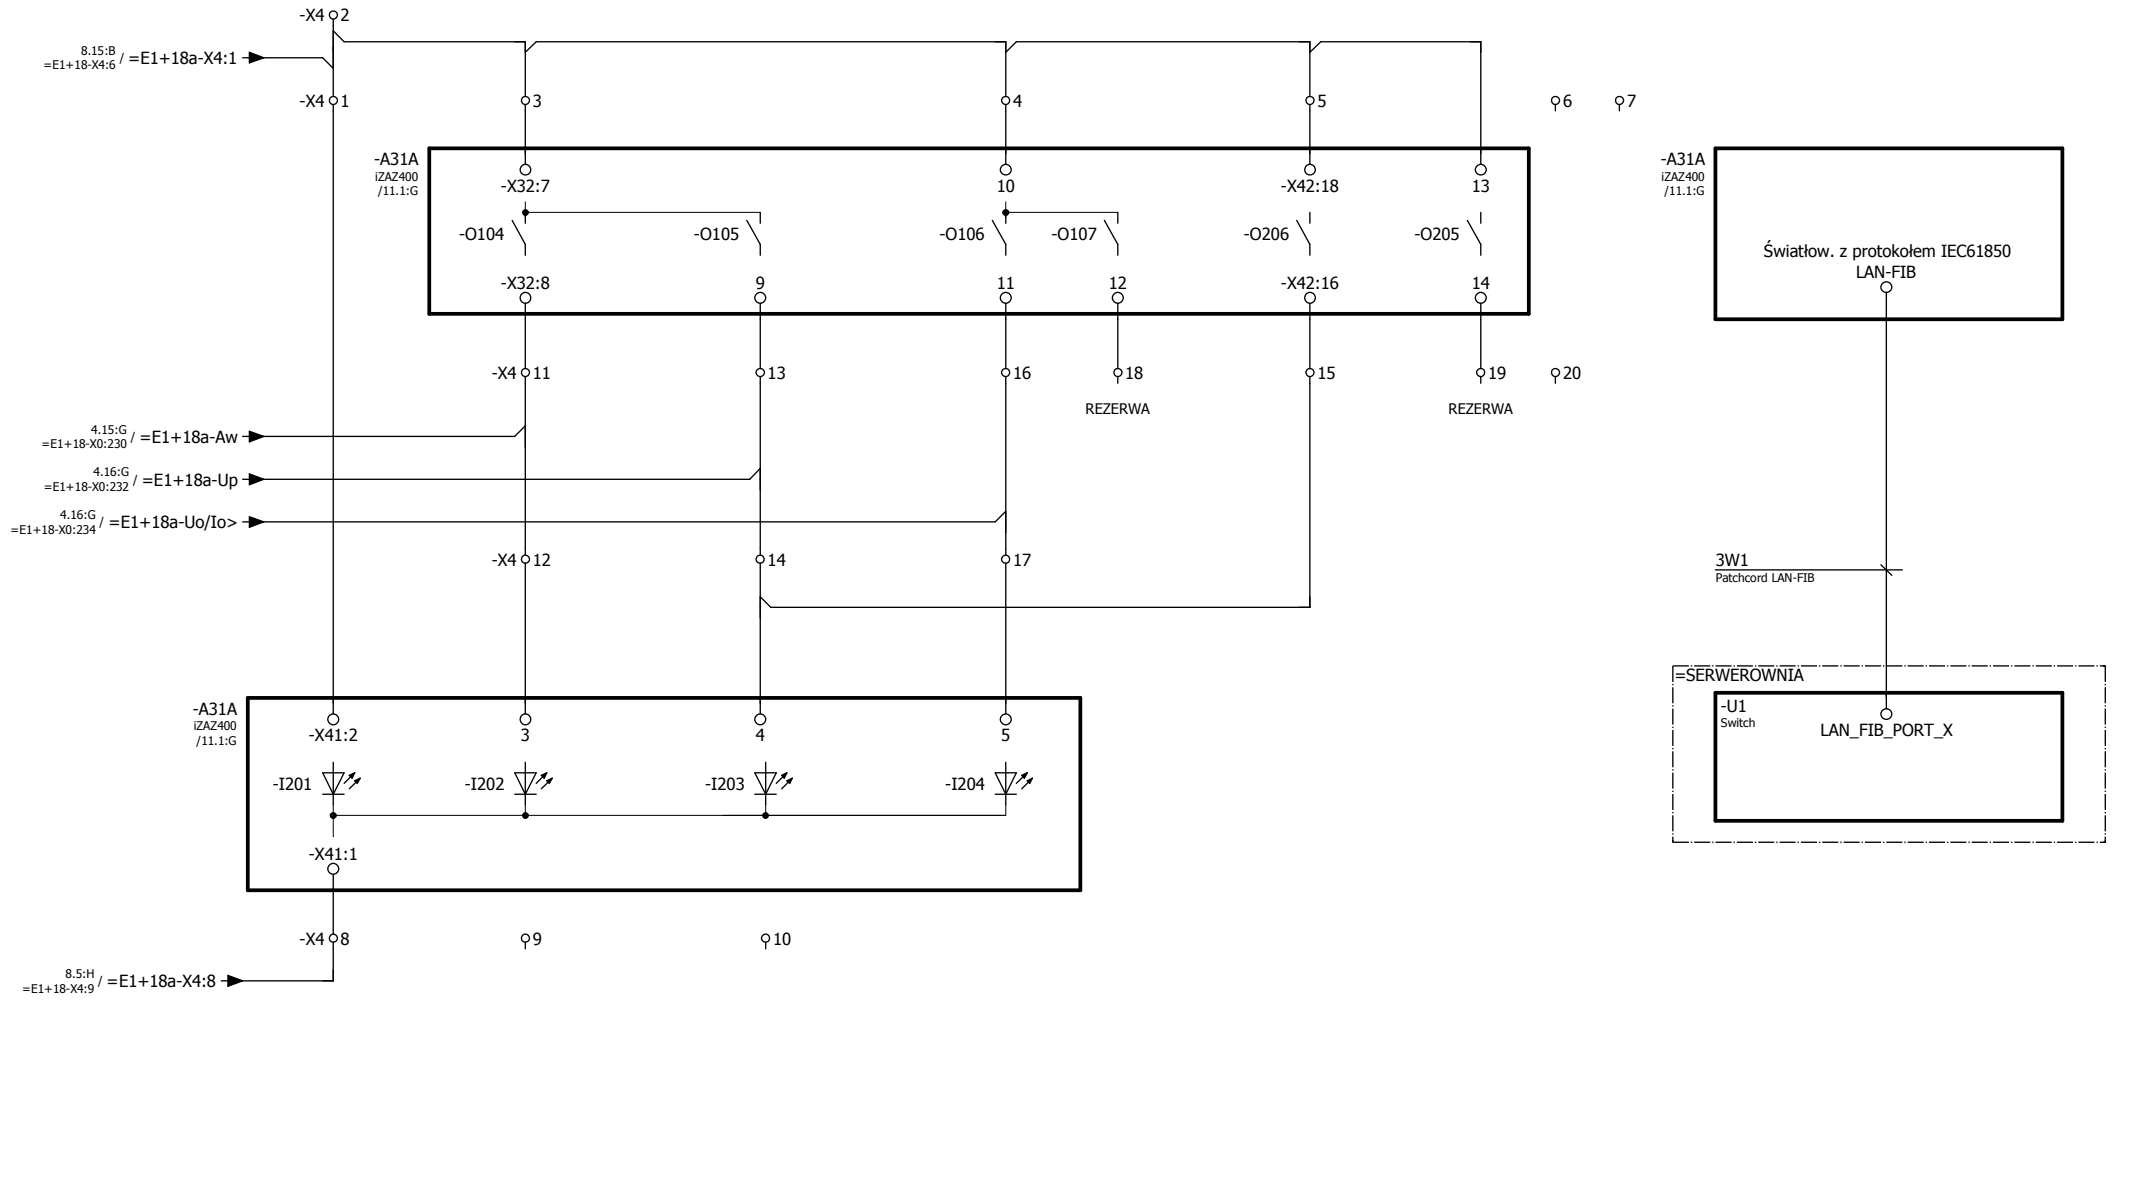 -X4 2
8.15:B
=E1+18-X4:6 / =E1+18a-X4:1
-X4 1 3 4 5 6 7
-A31A
iZAZ400
/11.1:G
-X32:7 10 -X42:18 13
-O104 -O105 -O106 -O107 -O206 -O205
-X32:8 9 11 12 -X42:16 14
-A31A
iZAZ400
/11.1:G
Światłow. z protokołem IEC61850
LAN-FIB
-X4 11 13 16 18 15 19 20
REZERWA REZERWA
4.15:G
=E1+18-X0:230 / =E1+18a-Aw
4.16:G
=E1+18-X0:232 / =E1+18a-Up
4.16:G
=E1+18-X0:234 / =E1+18a-Uo/Io>
-X4 12 14 17
3W1
Patchcord LAN-FIB
=SERWEROWNIA
-U1
Switch
LAN_FIB_PORT_X
-A31A
iZAZ400
/11.1:G
-X41:2 3 4 5
-I201 -I202 -I203 -I204
-X41:1
-X4 8 9 10
8.5:H
=E1+18-X4:9 / =E1+18a-X4:8